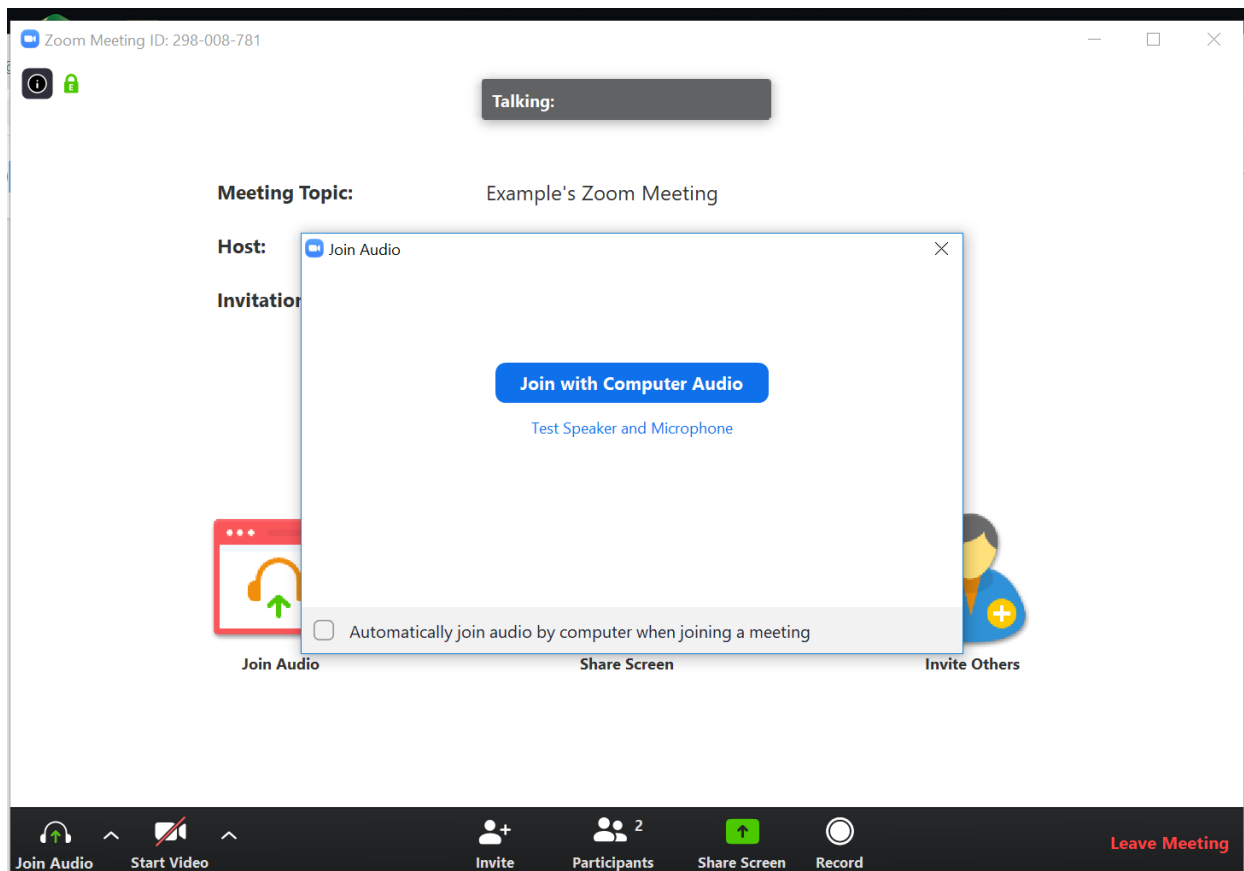 Zoom Meeting ID: 298-008-781
Talking:
Meeting Topic: Example's Zoom Meeting
Host:
Join Audio
Invitation
Join with Computer Audio
Test Speaker and Microphone
Automatically join audio by computer when joining a meeting
Join Audio Share Screen Invite Others
2
Join Audio Start Video Invite Participants Share Screen Record Leave Meeting